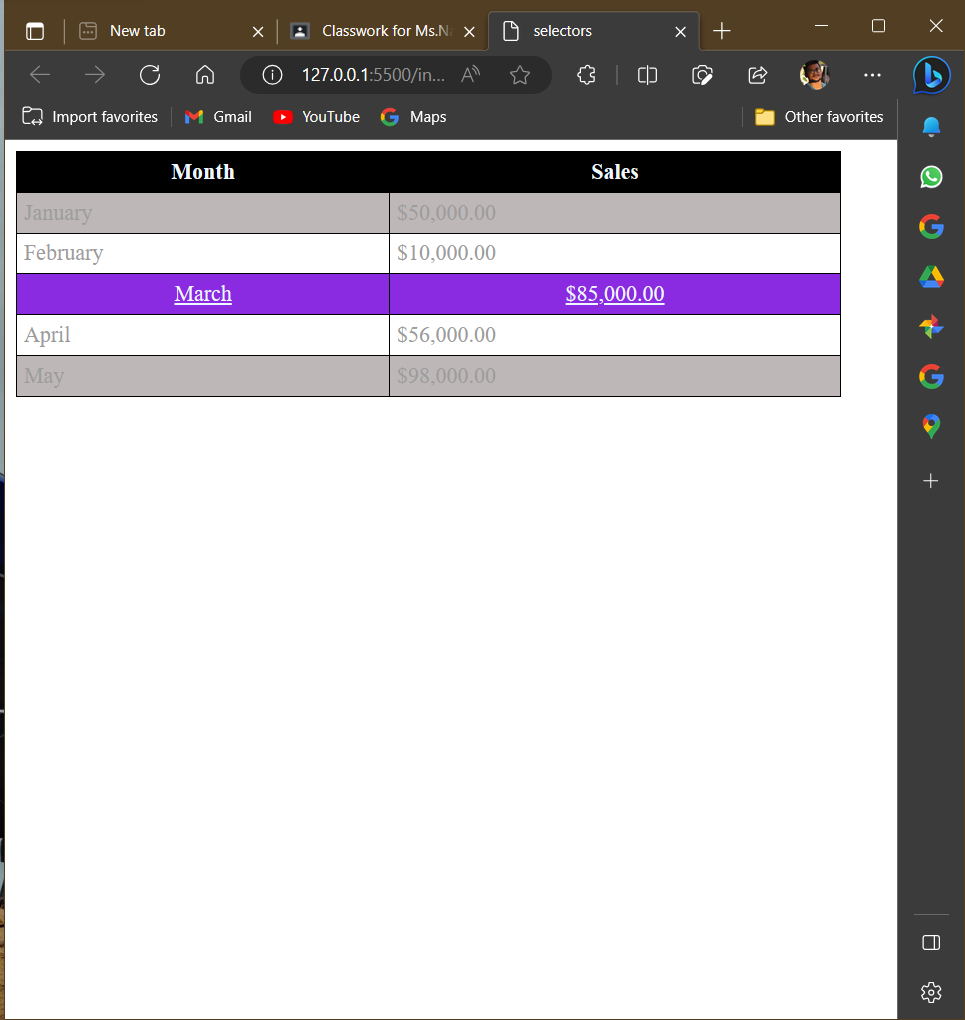 New tab
Classwork for Ms.N
selectors
127.0.0.1:5500/in...
Import favorites
Gmail
YouTube
Maps
Other favorites
Month Sales
January $50,000.00
February $10,000.00
March $85,000.00
April $56,000.00
May $98,000.00